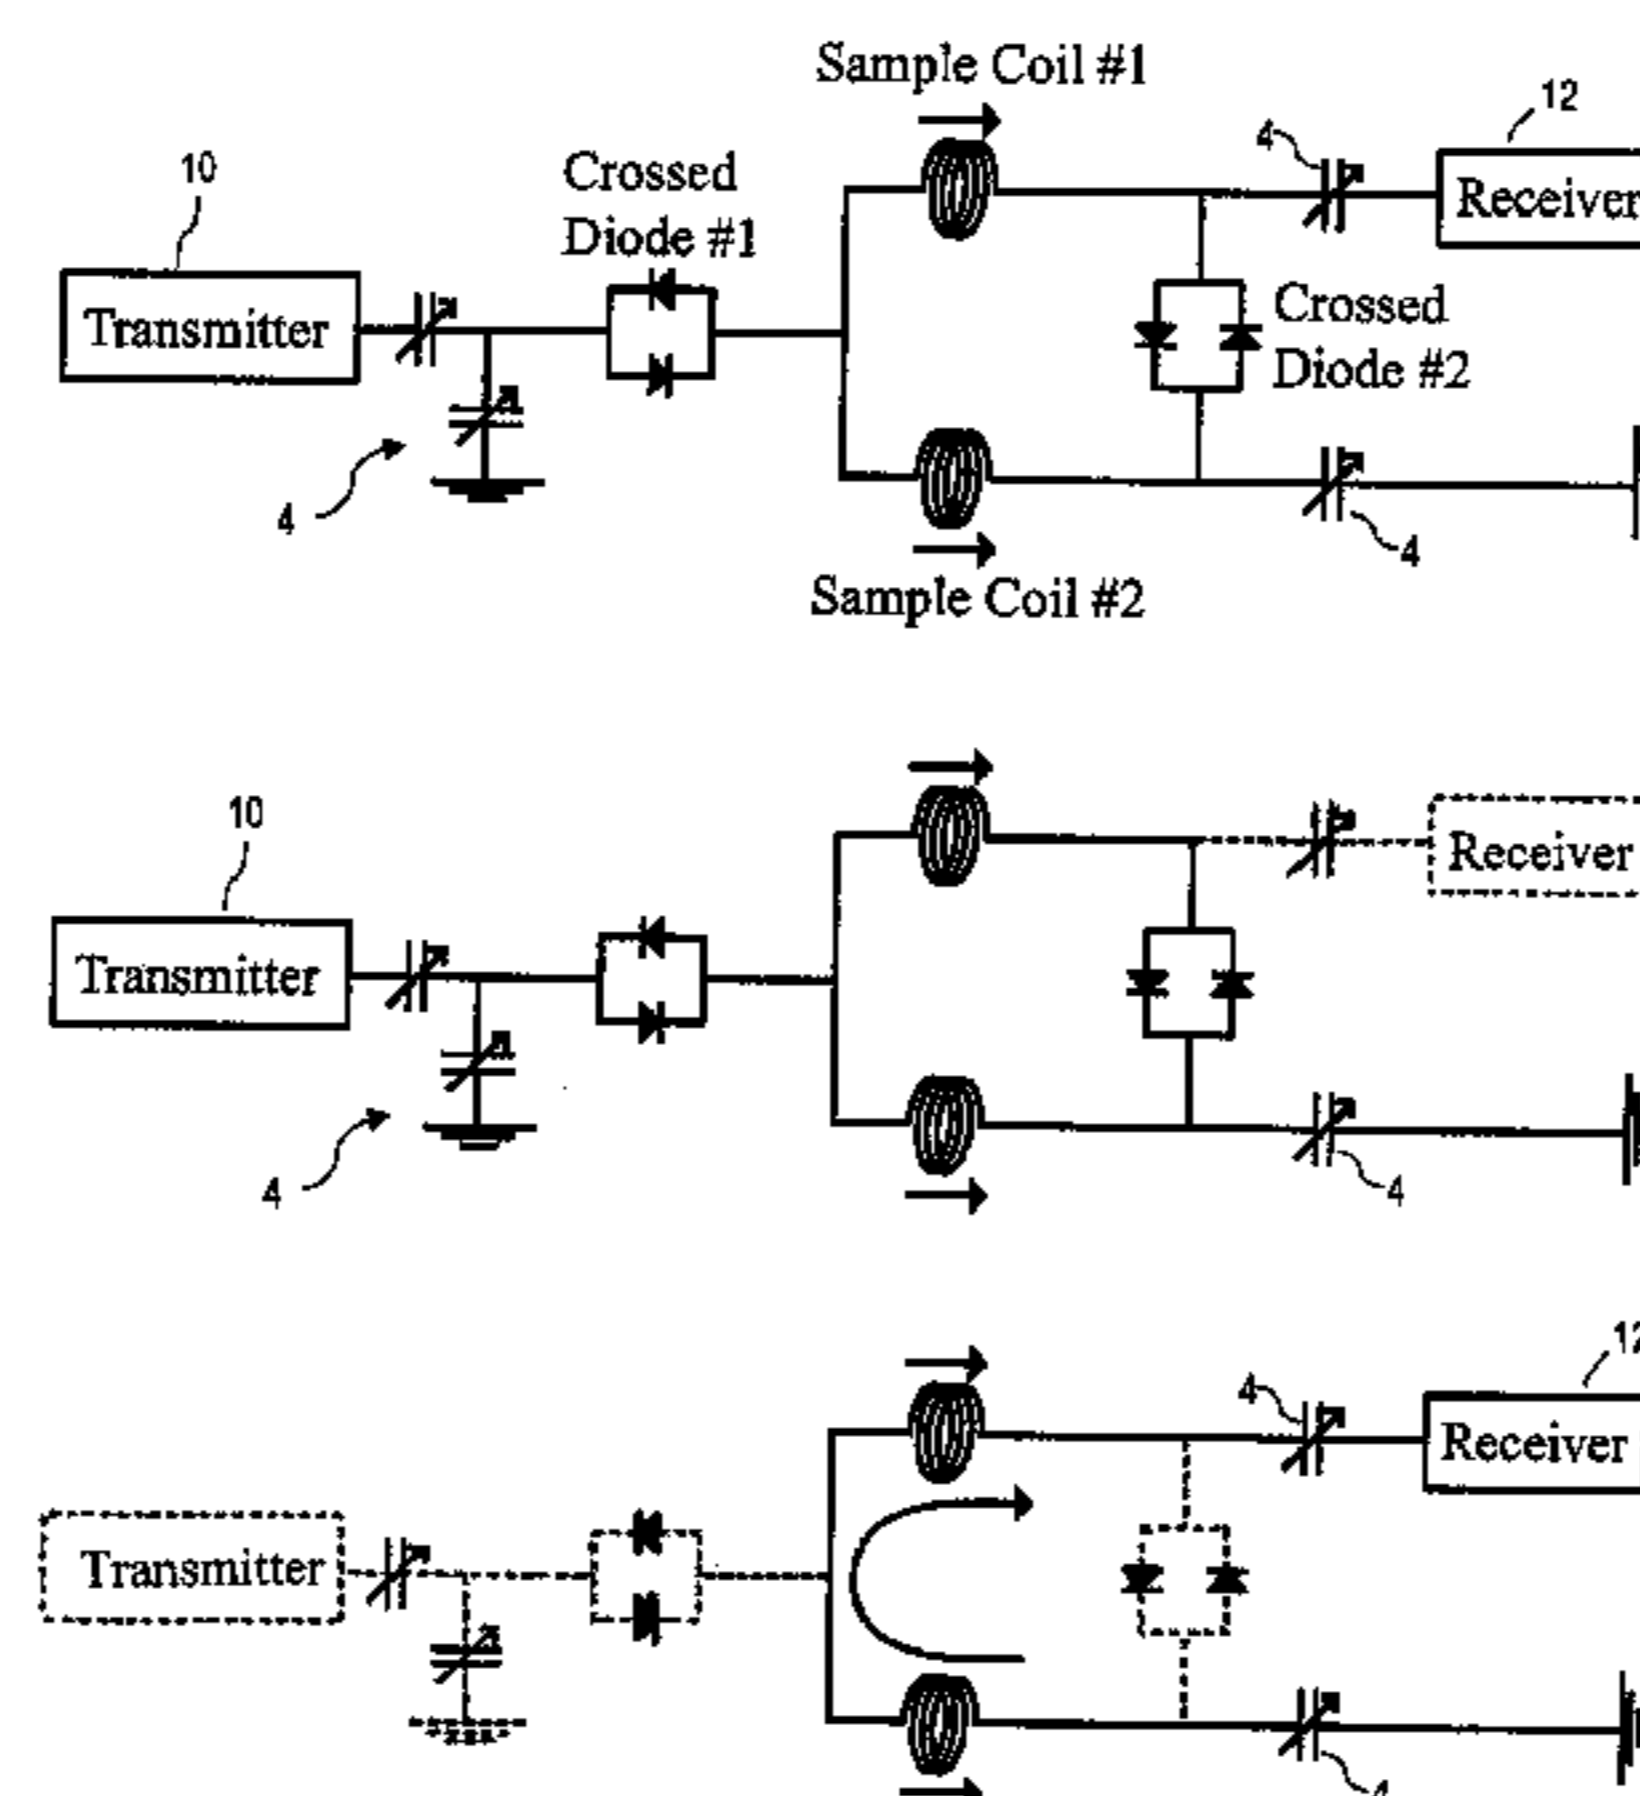 Sample Coil #1
12
4
10
Crossed
Diode #1
Receiver
Transmitter
Crossed
Diode #2
4
4
Sample Coil #2
10
Receiver
Transmitter
4
4
12
4
Receiver
Transmitter
4